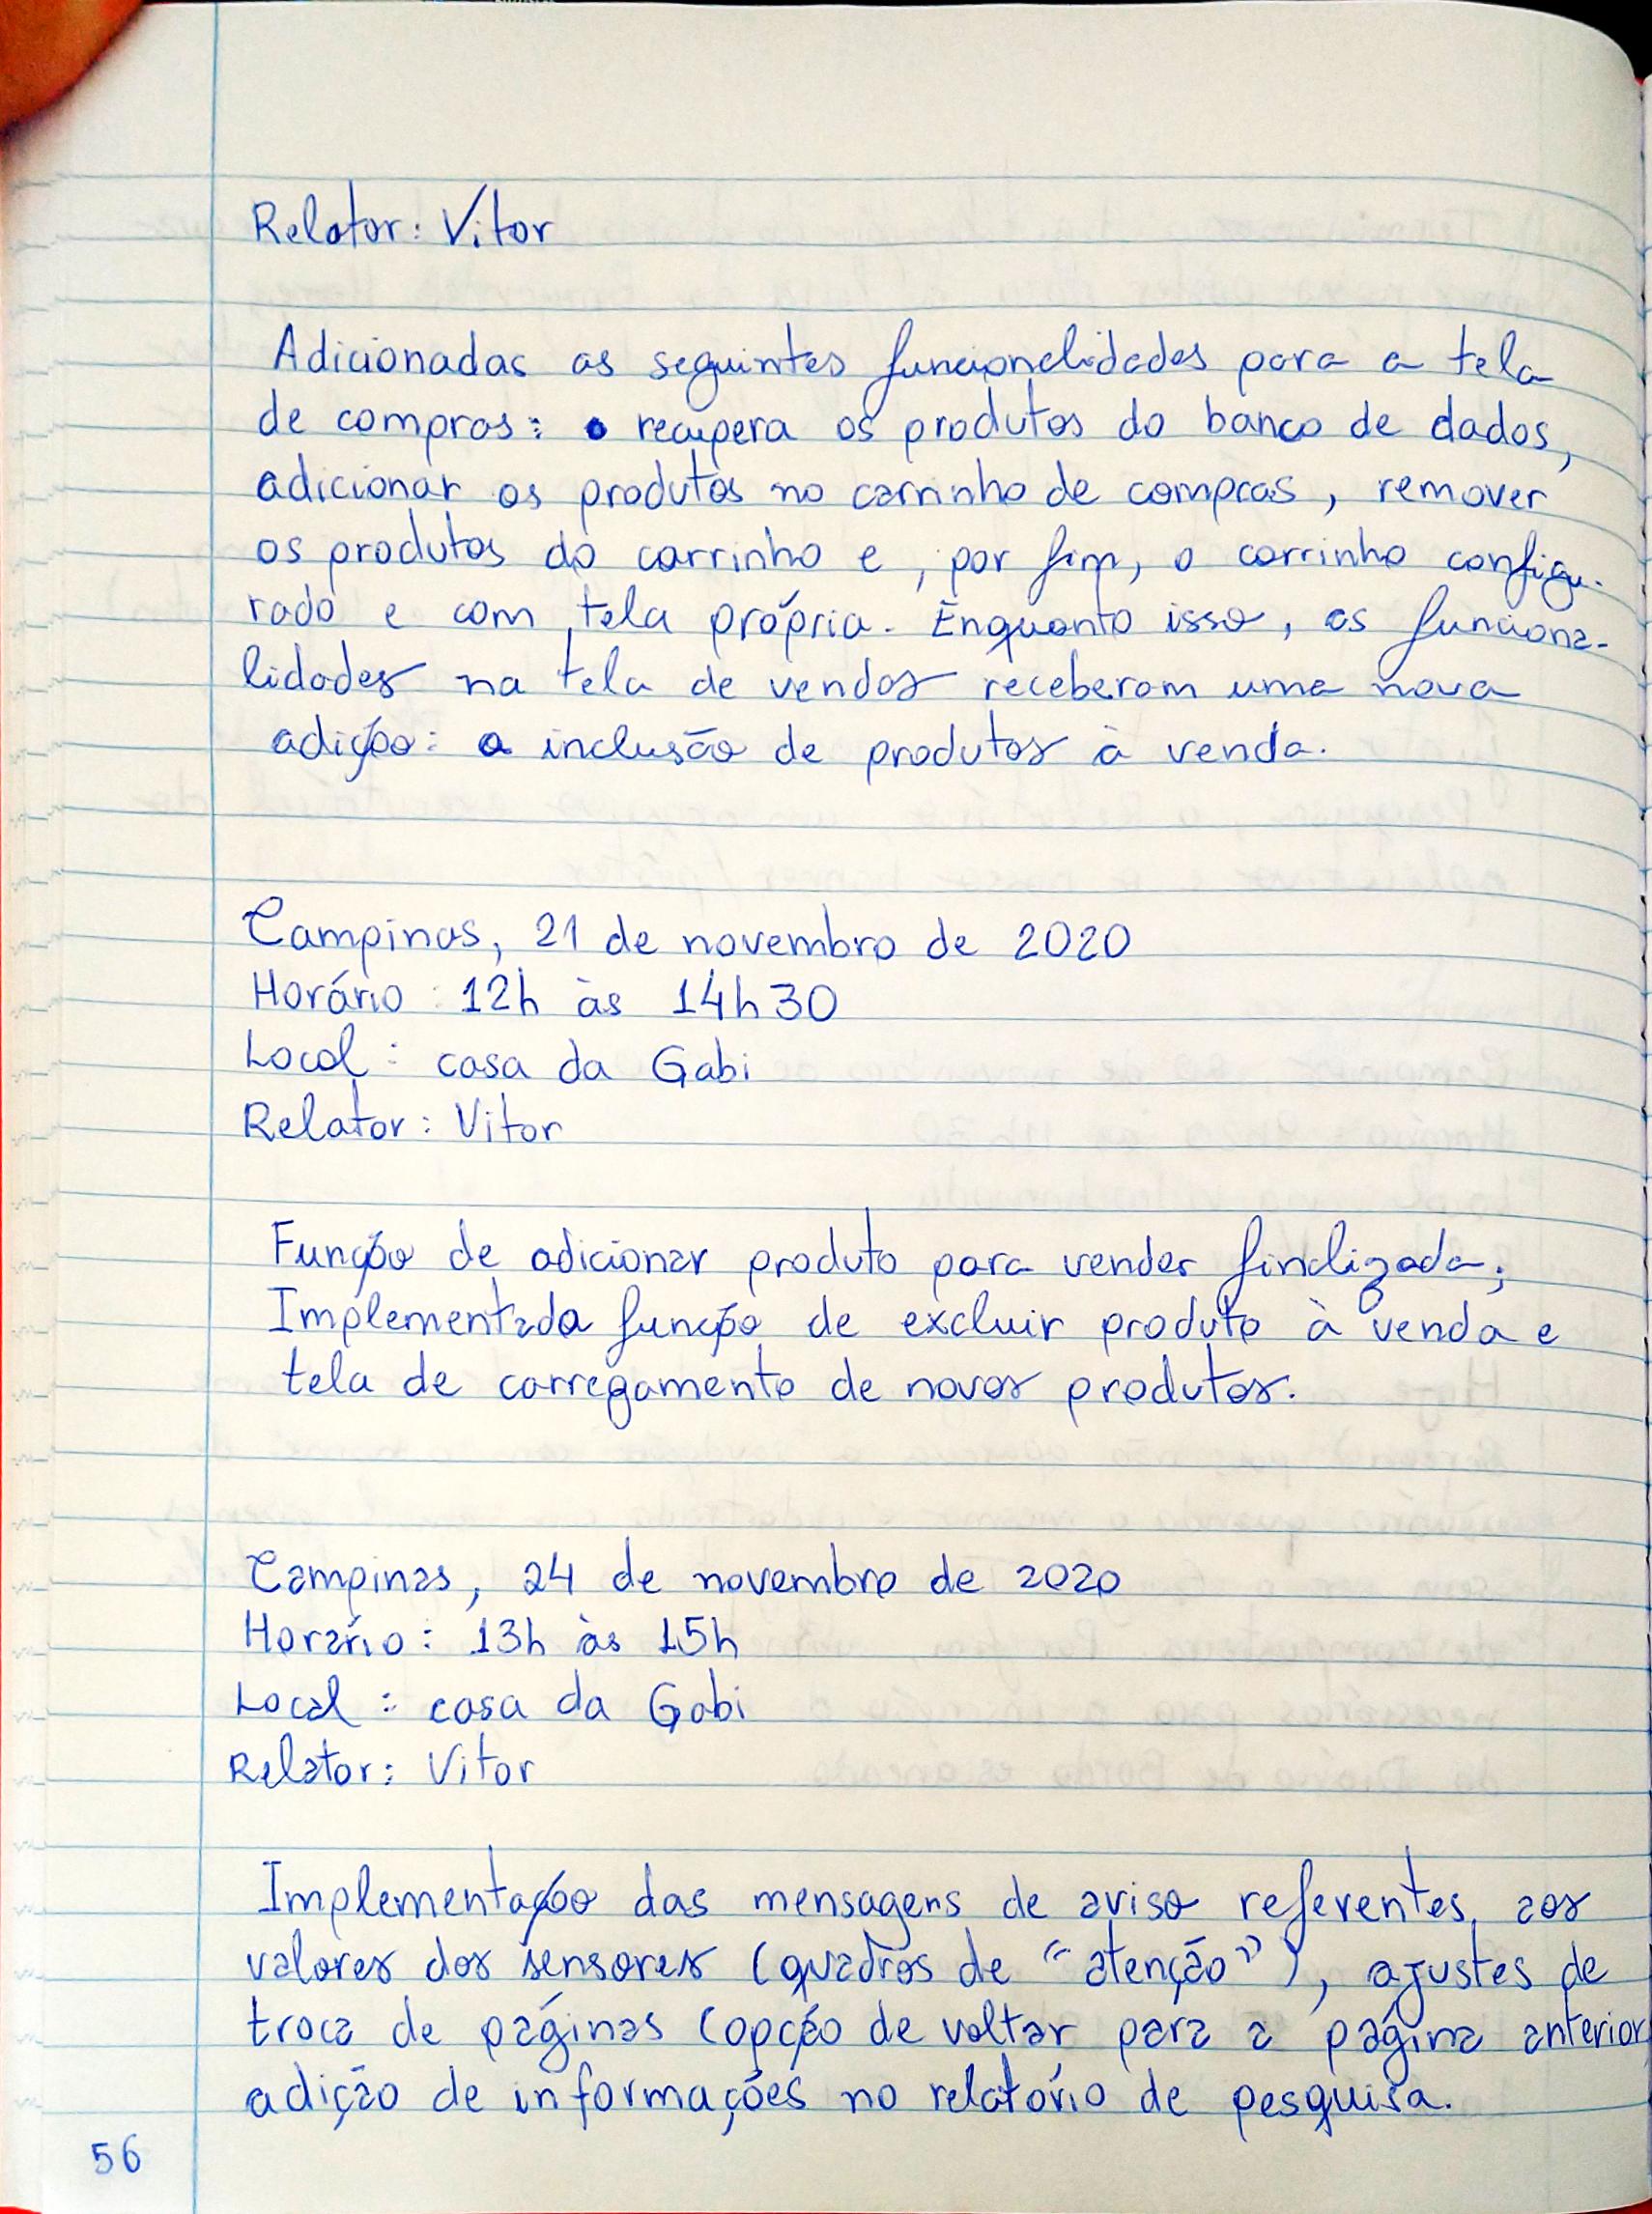 Relator: Vitor
Adicionadas as seguintes funcionalidades para a tela
de compras: • recupera os produtos do banco de dados,
adicionar os produtos no carrinho de compras, remover
os produtos do carrinho e, por fim, o carrinho configu-
rado e com tela própria. Enquanto isso, as funciona-
lidades na tela de vendas receberam uma nova
adição: a inclusão de produtos à venda.
Campinas, 21 de novembro de 2020
Horário: 12h às 14h30
Local: casa da Gabi
Relator: Vitor
Função de adicionar produto para vender finalizada;
Implementada função de excluir produto à venda e
tela de carregamento de novos produtos.
Campinas, 24 de novembro de 2020
Horário: 13h às 15h
Local: casa da Gabi
Relator: Vitor
Implementação das mensagens de aviso referentes aos
valores dos sensores (quadros de "atenção"), ajustes de
troca de páginas (opção de voltar para a página anterior
adição de informações no relatório de pesquisa.
56